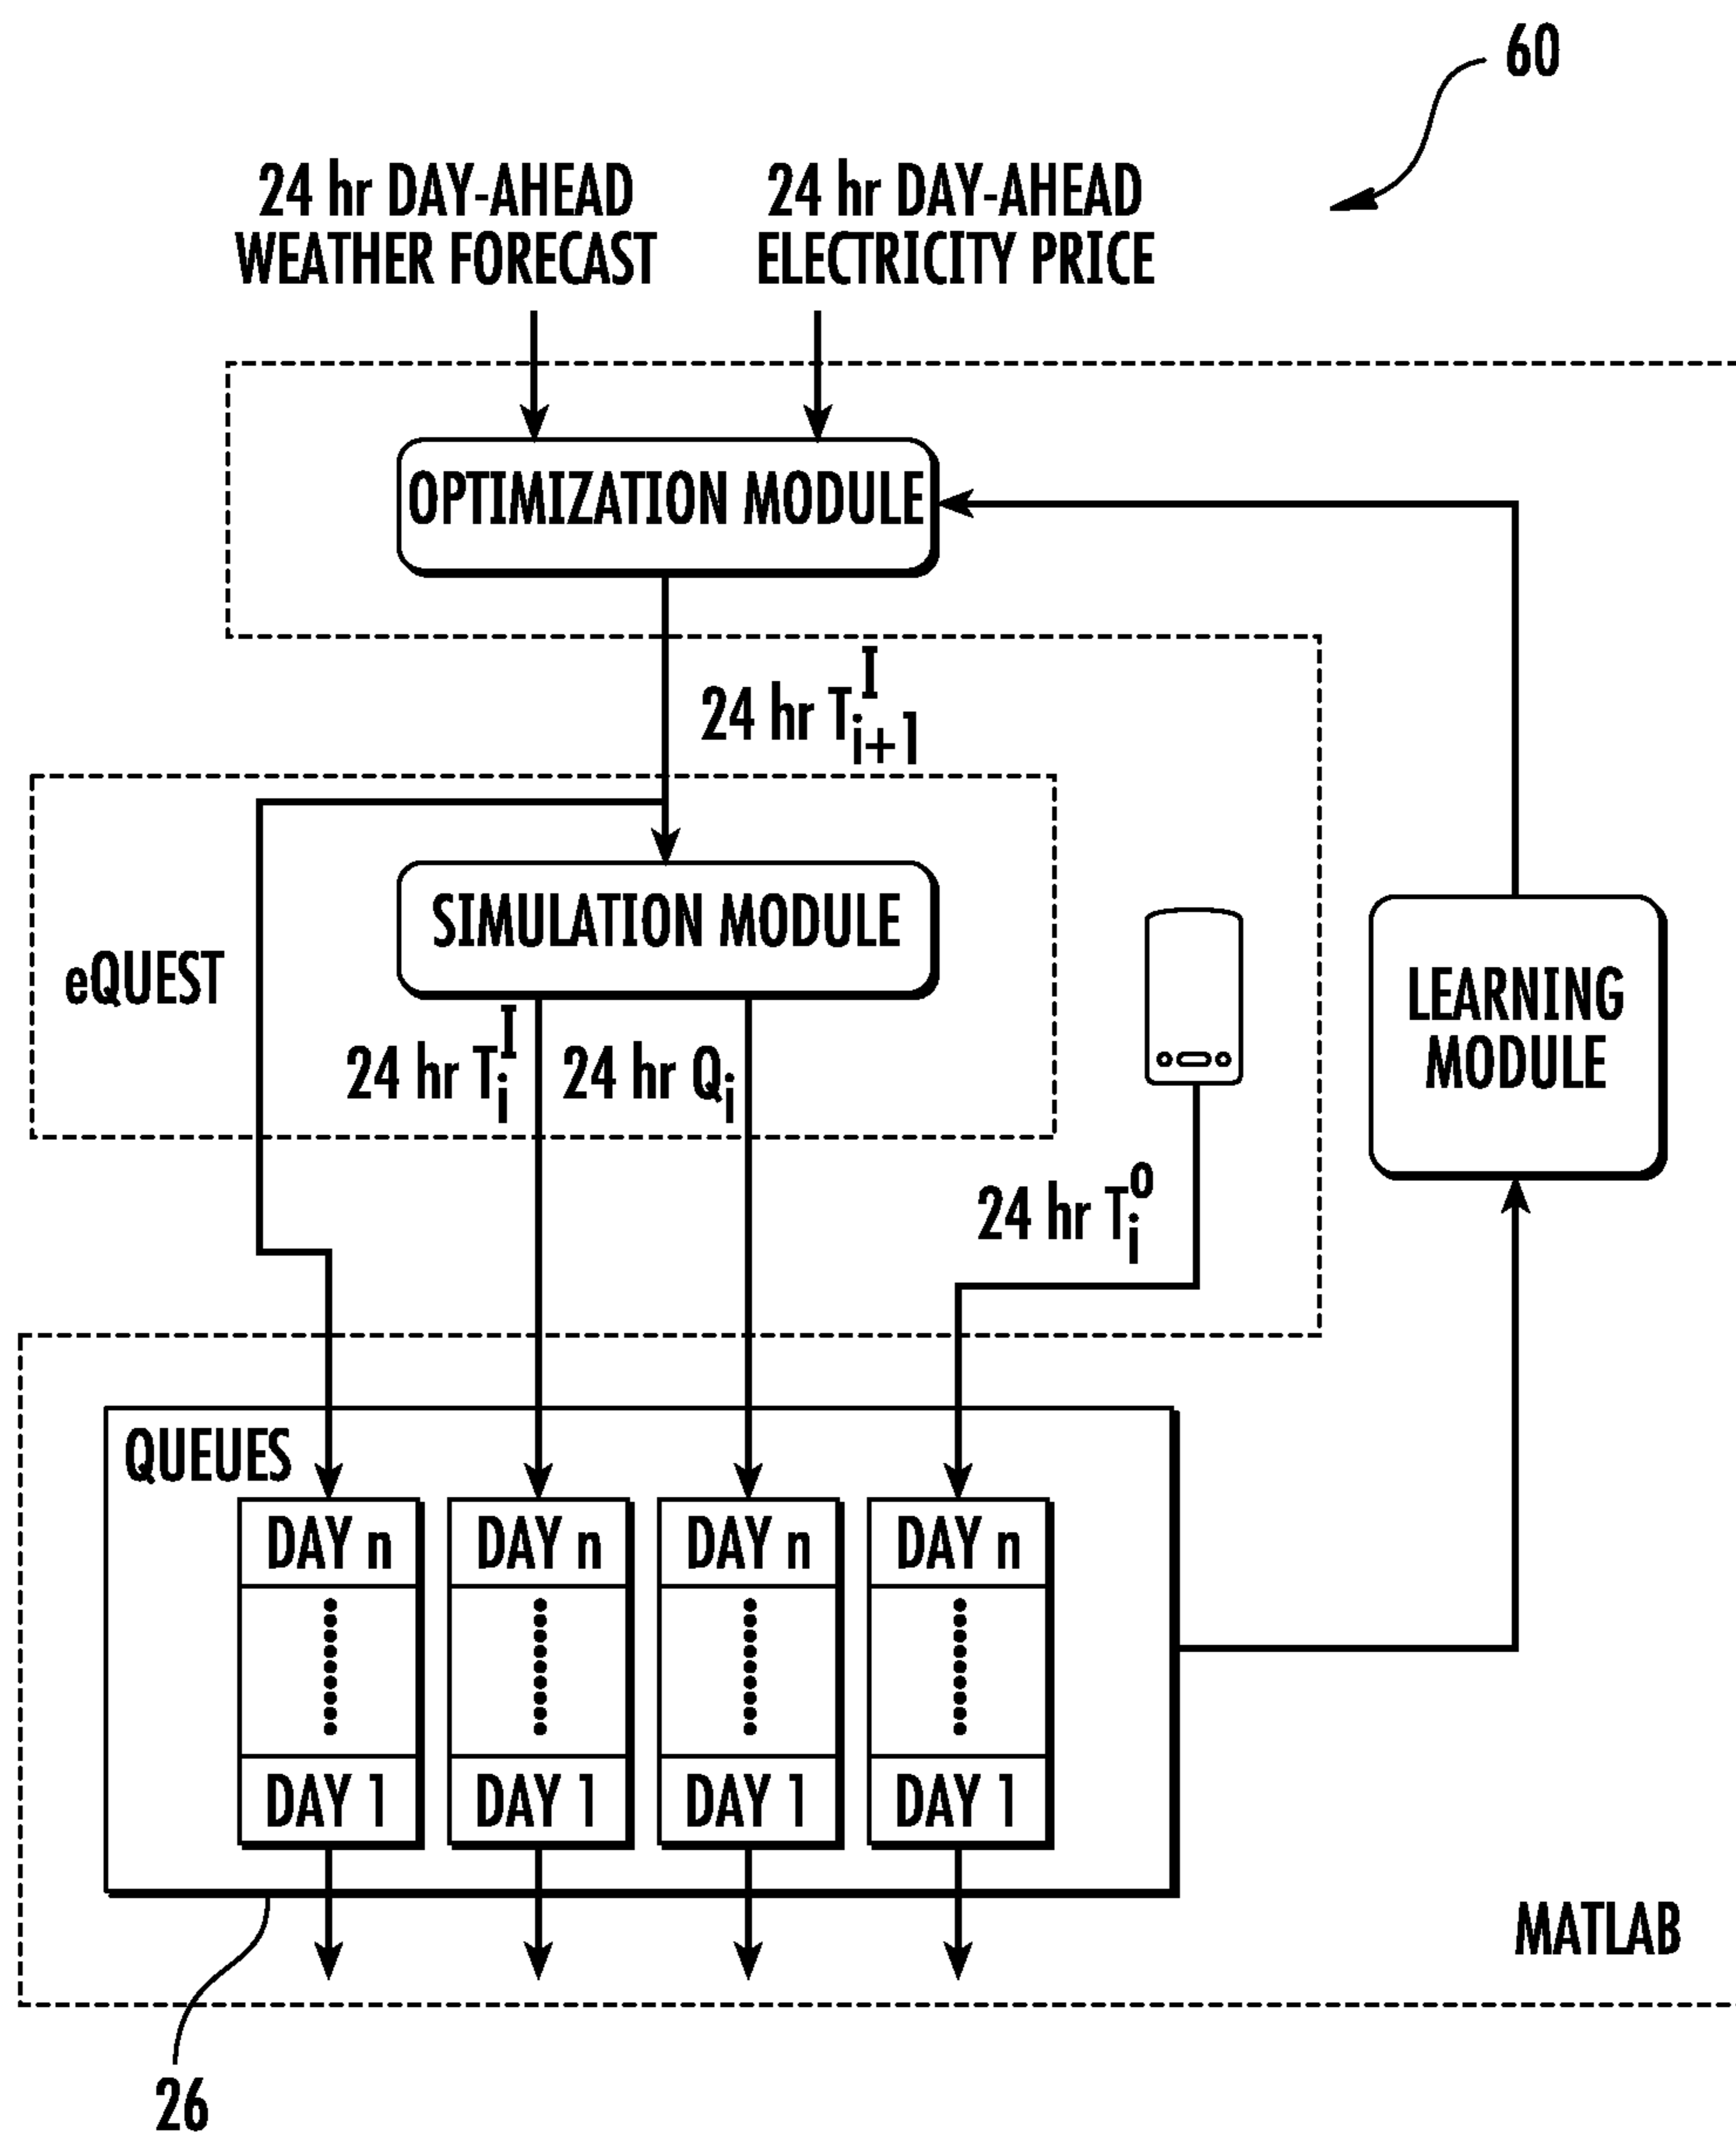 60
24 hr DAY-AHEAD
WEATHER FORECAST
24 hr DAY-AHEAD
ELECTRICITY PRICE
OPTIMIZATION MODULE
24 hr T^I_{i+1}
SIMULATION MODULE
eQUEST
24 hr T^I_i
24 hr Q_i
LEARNING
MODULE
24 hr T^0_i
QUEUES
DAY n
DAY n
DAY n
DAY n
DAY 1
DAY 1
DAY 1
DAY 1
MATLAB
26